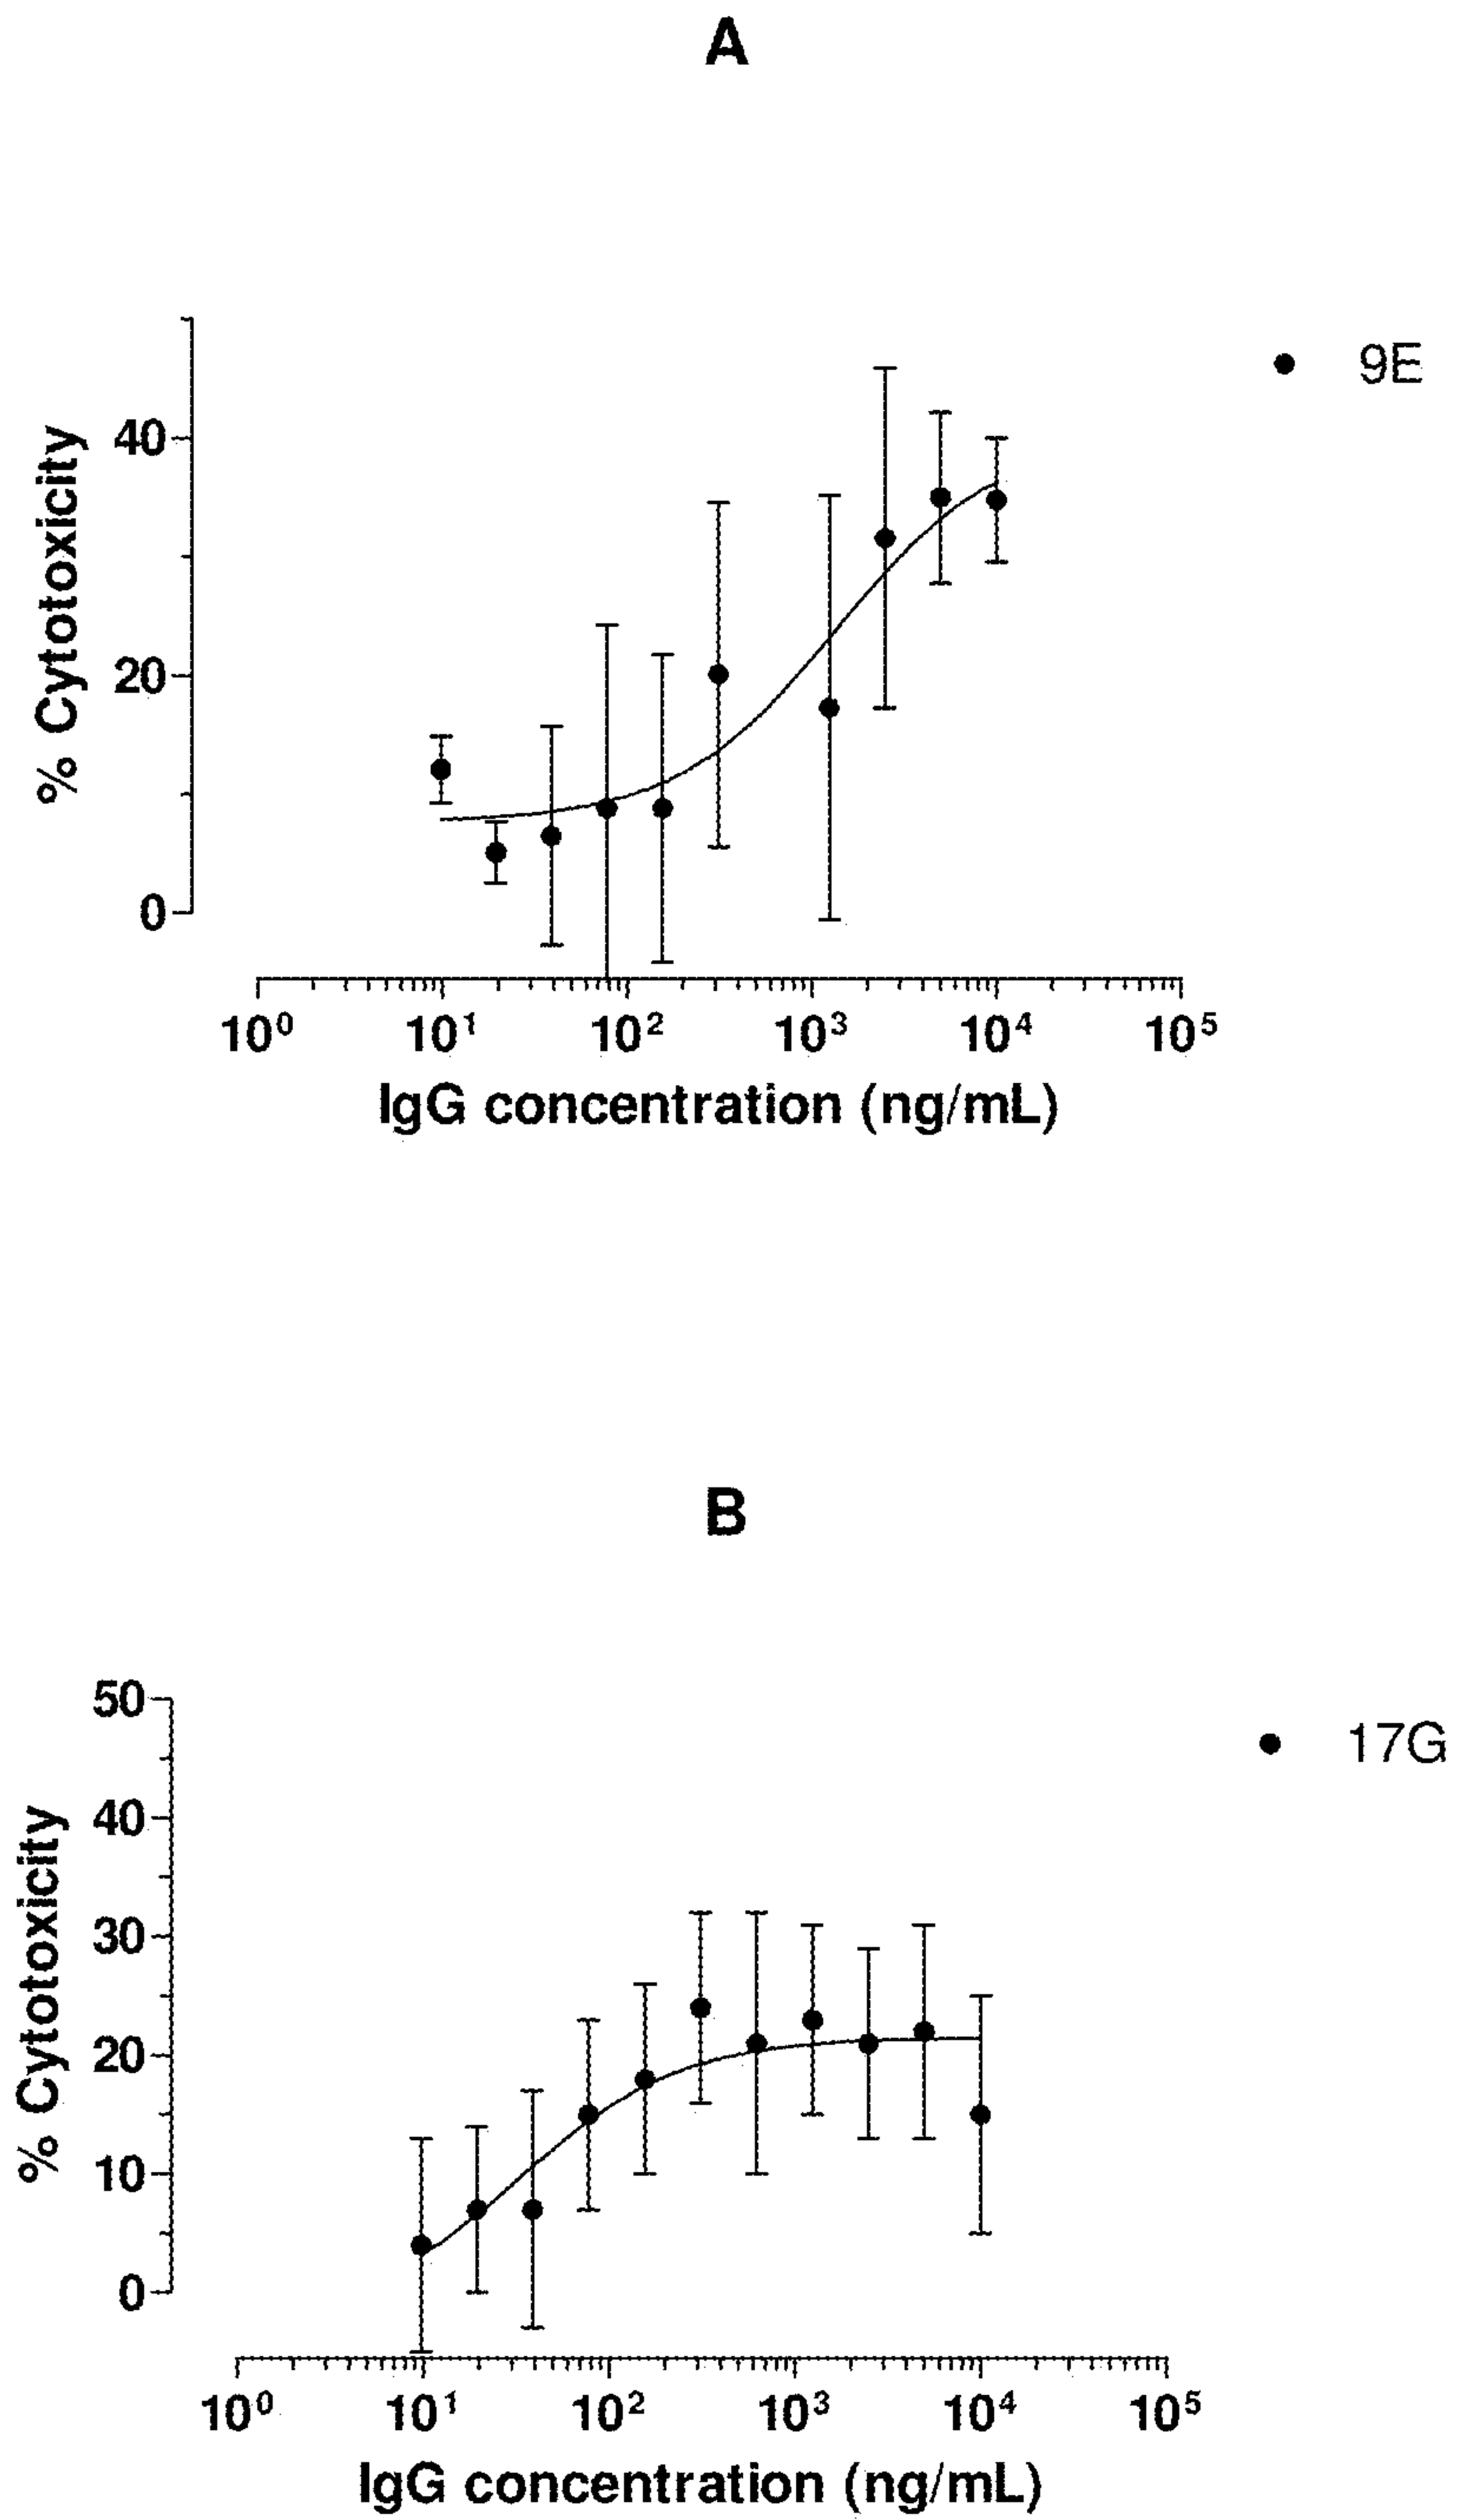 A
9E
% Cytotoxicity
40
20
0
10⁰ 10¹ 10² 10³ 10⁴ 10⁵
IgG concentration (ng/mL)
B
17G
% Cytotoxicity
50
40
30
20
10
0
10⁰ 10¹ 10² 10³ 10⁴ 10⁵
IgG concentration (ng/mL)